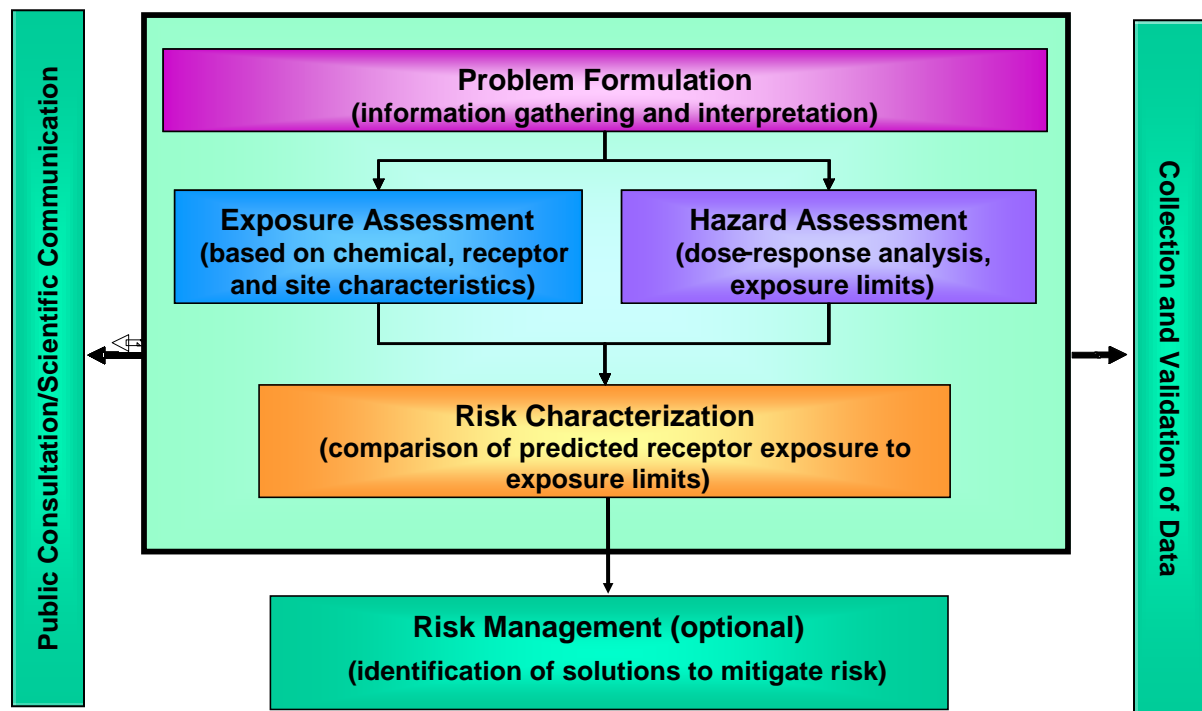 Public Consultation/Scientific Communication
Problem Formulation
(information gathering and interpretation)
Exposure Assessment
(based on chemical, receptor
and site characteristics)
Hazard Assessment
(dose-response analysis,
exposure limits)
Risk Characterization
(comparison of predicted receptor exposure to
exposure limits)
Risk Management (optional)
(identification of solutions to mitigate risk)
Collection and Validation of Data